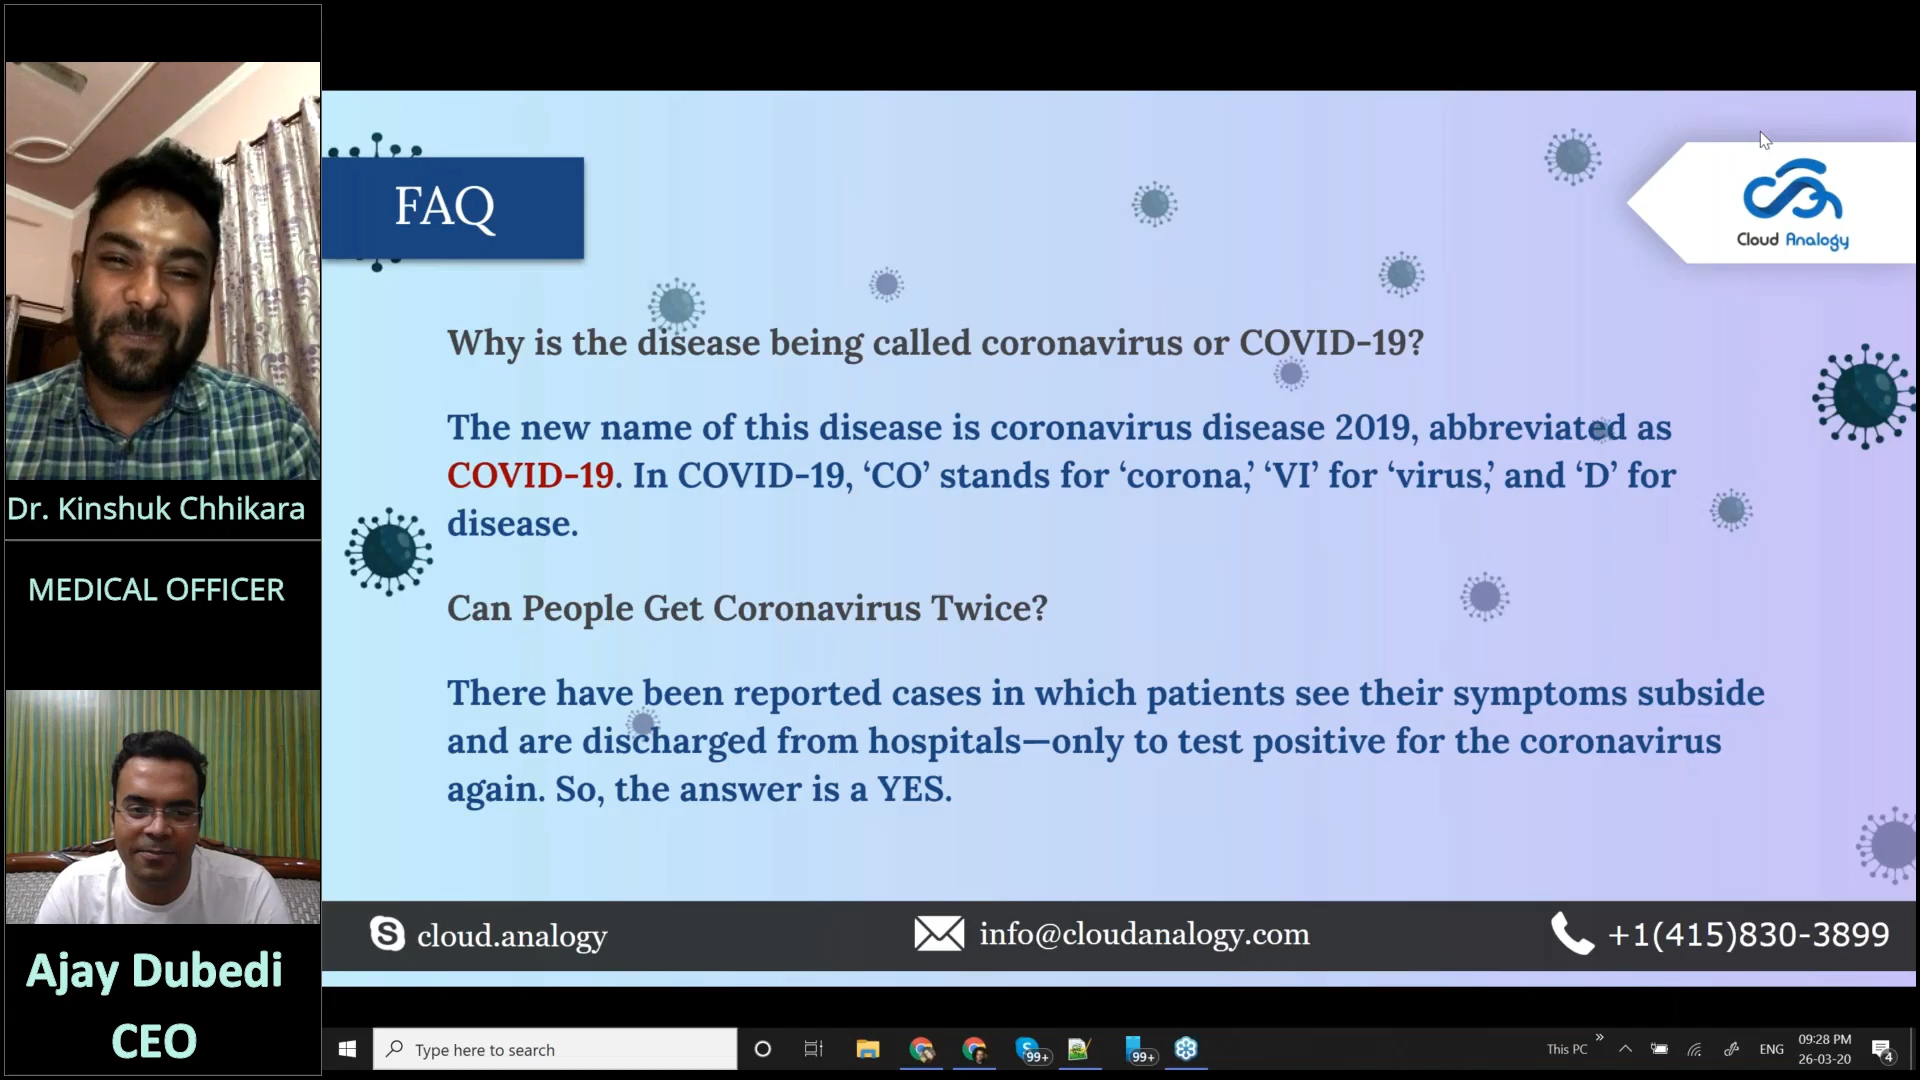 Dr. Kinshuk Chhikara
MEDICAL OFFICER
Ajay Dubedi
CEO
FAQ
Cloud Analogy
Why is the disease being called coronavirus or COVID-19?
The new name of this disease is coronavirus disease 2019, abbreviated as
COVID-19. In COVID-19, ‘CO’ stands for ‘corona,’ ‘VI’ for ‘virus,’ and ‘D’ for
disease.
Can People Get Coronavirus Twice?
There have been reported cases in which patients see their symptoms subside
and are discharged from hospitals—only to test positive for the coronavirus
again. So, the answer is a YES.
cloud.analogy
info@cloudanalogy.com
+1(415)830-3899
Type here to search
99+
99+
This PC
ENG
09:28 PM
26-03-20
4